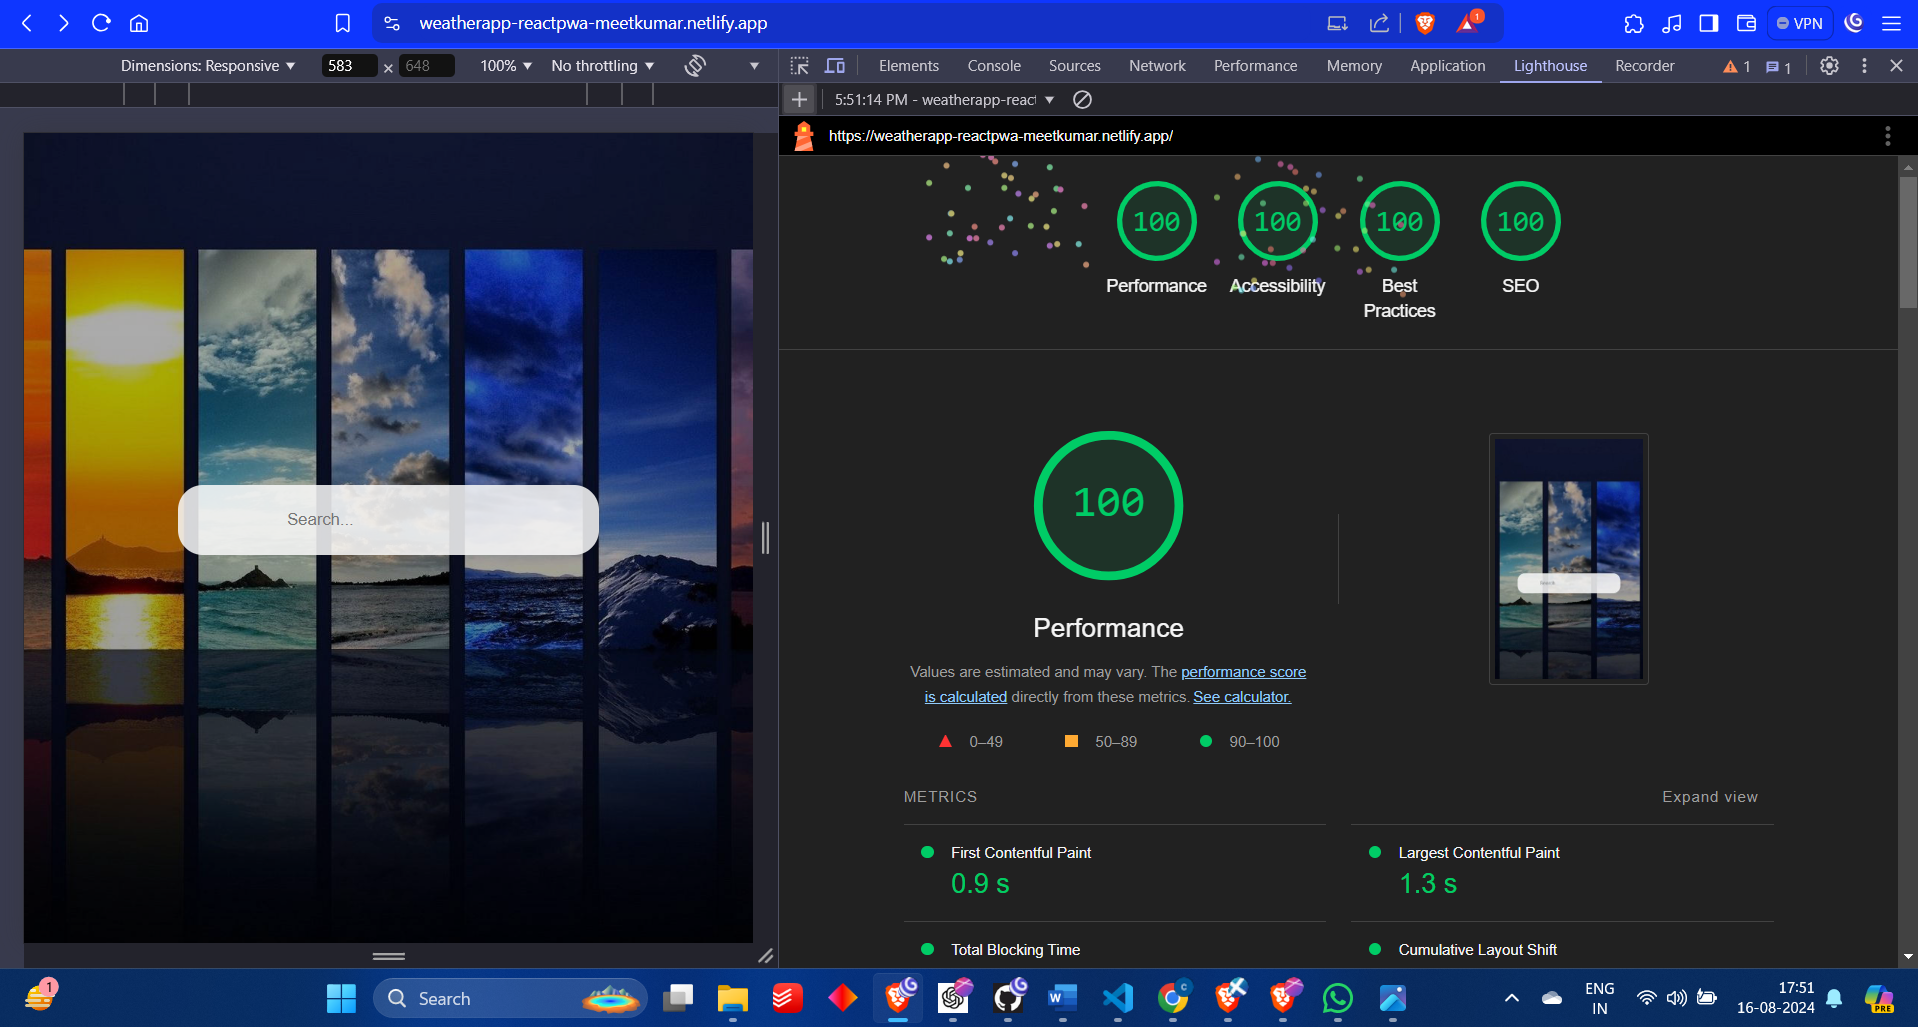 weatherapp-reactpwa-meetkumar.netlify.app
1
VPN
Dimensions: Responsive
583
×
648
100%
No throttling
Elements
Console
Sources
Network
Performance
Memory
Application
Lighthouse
Recorder
1
1
5:51:14 PM - weatherapp-react
https://weatherapp-reactpwa-meetkumar.netlify.app/
100
100
100
100
Performance
Accessibility
Best
Practices
SEO
Search...
100
Performance
Values are estimated and may vary. The performance score
is calculated directly from these metrics. See calculator.
0–49
50–89
90–100
METRICS
Expand view
First Contentful Paint
0.9 s
Largest Contentful Paint
1.3 s
Total Blocking Time
Cumulative Layout Shift
1
Search
ENG
IN
17:51
16-08-2024
PRE